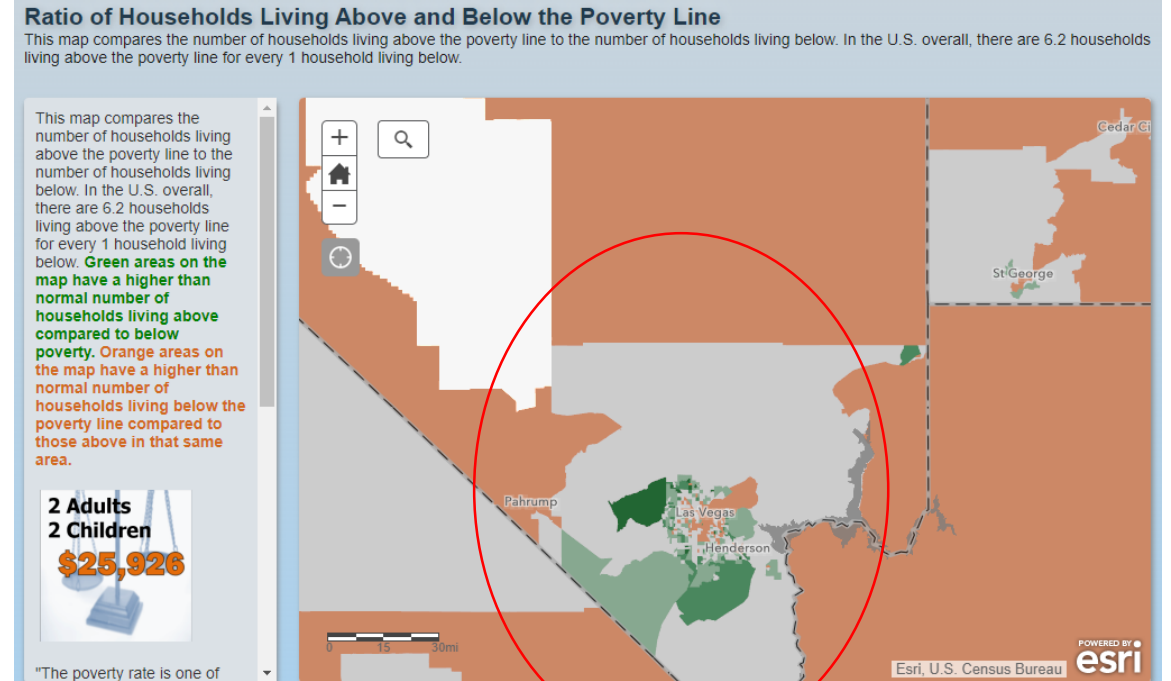 Ratio of Households Living Above and Below the Poverty Line
This map compares the number of households living above the poverty line to the number of households living below. In the U.S. overall, there are 6.2 households
living above the poverty line for every 1 household living below.
This map compares the
number of households living
above the poverty line to the
number of households living
below. In the U.S. overall,
there are 6.2 households
living above the poverty line
for every 1 household living
below. Green areas on the
map have a higher than
normal number of
households living above
compared to below
poverty. Orange areas on
the map have a higher than
normal number of
households living below the
poverty line compared to
those above in that same
area.
2 Adults
2 Children
$25,926
"The poverty rate is one of
+
−
Cedar Ci
St George
Pahrump
Las Vegas
Henderson
0 15 30mi
Esri, U.S. Census Bureau
POWERED BY
esri